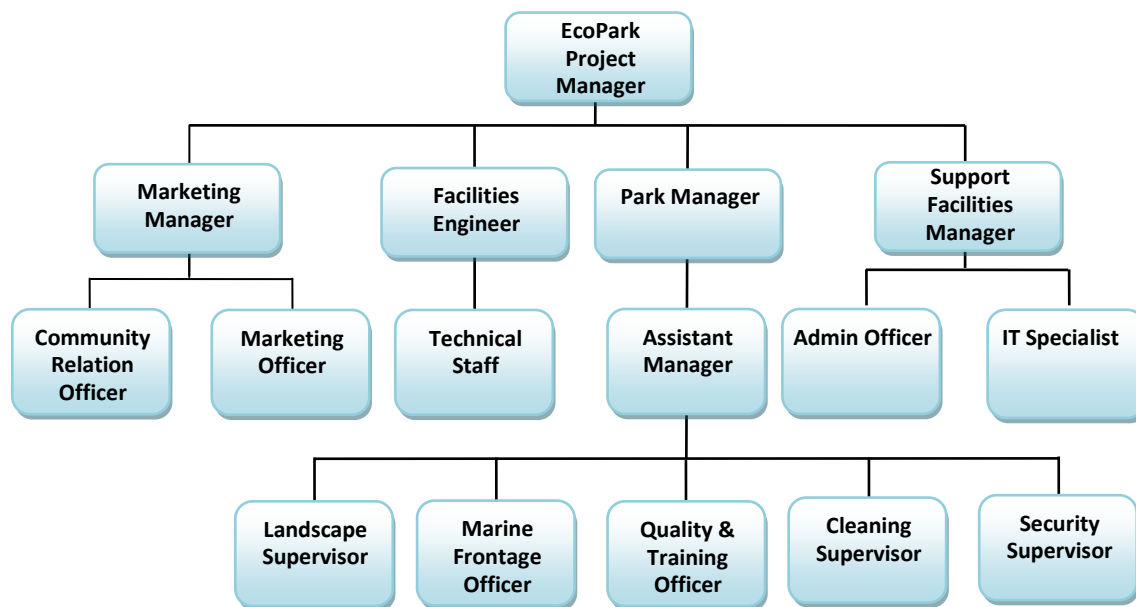 EcoPark
Project
Manager
Marketing
Manager
Facilities
Engineer
Park Manager
Support
Facilities
Manager
Community
Relation
Officer
Marketing
Officer
Technical
Staff
Assistant
Manager
Admin Officer
IT Specialist
Landscape
Supervisor
Marine
Frontage
Officer
Quality &
Training
Officer
Cleaning
Supervisor
Security
Supervisor